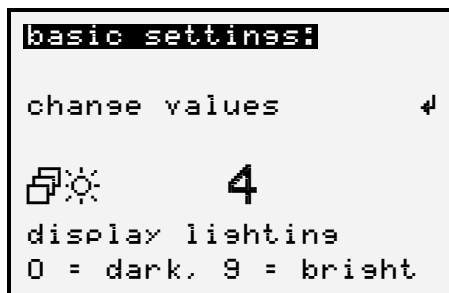 basic settings:
change values ↲
4
display lighting
0 = dark, 9 = bright